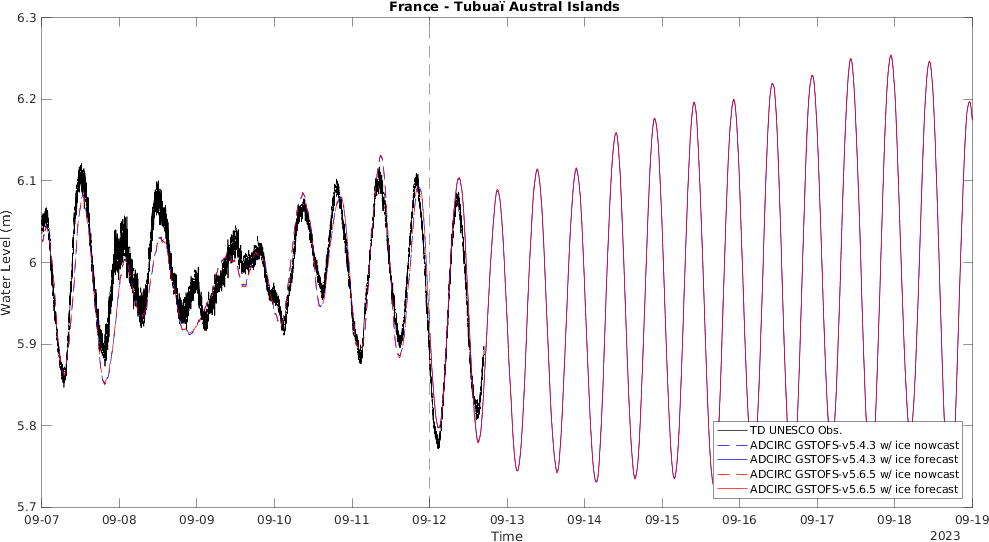 France - Tubuaï Austral Islands
6.3
6.2
6.1
6
5.9
5.8
5.7
Water Level (m)
TD UNESCO Obs.
ADCIRC GSTOFS-v5.4.3 w/ ice nowcast
ADCIRC GSTOFS-v5.4.3 w/ ice forecast
ADCIRC GSTOFS-v5.6.5 w/ ice nowcast
ADCIRC GSTOFS-v5.6.5 w/ ice forecast
09-07 09-08 09-09 09-10 09-11 09-12 09-13 09-14 09-15 09-16 09-17 09-18 09-19
Time
2023